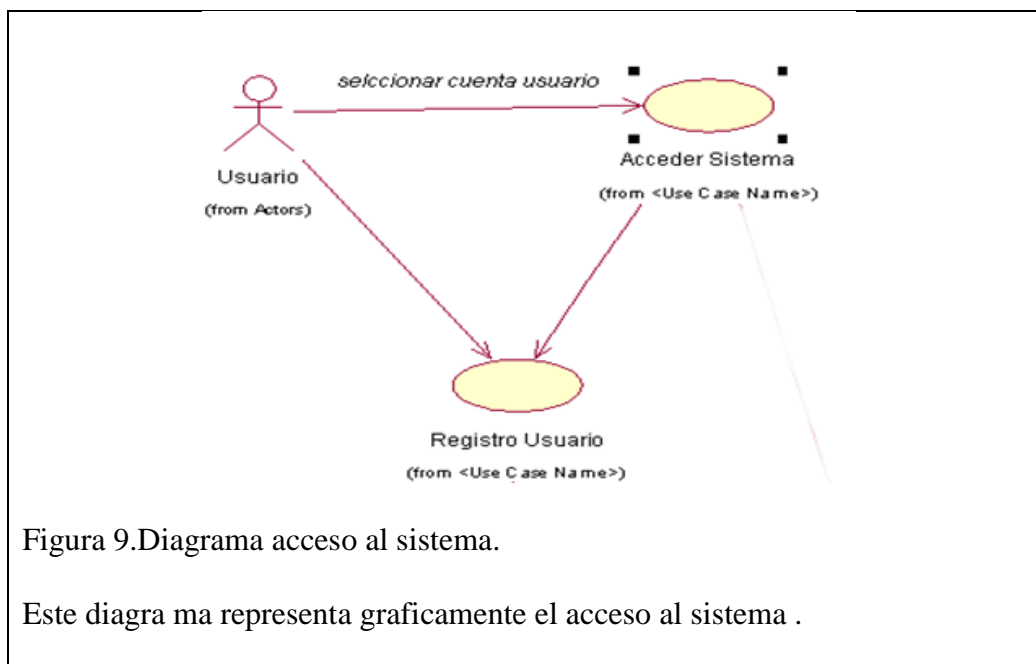 selccionar cuenta usuario
Usuario
(from Actors)
Acceder Sistema
(from <Use Case Name>)
Registro Usuario
(from <Use Case Name>)
Figura 9.Diagrama acceso al sistema.
Este diagra ma representa graficamente el acceso al sistema .